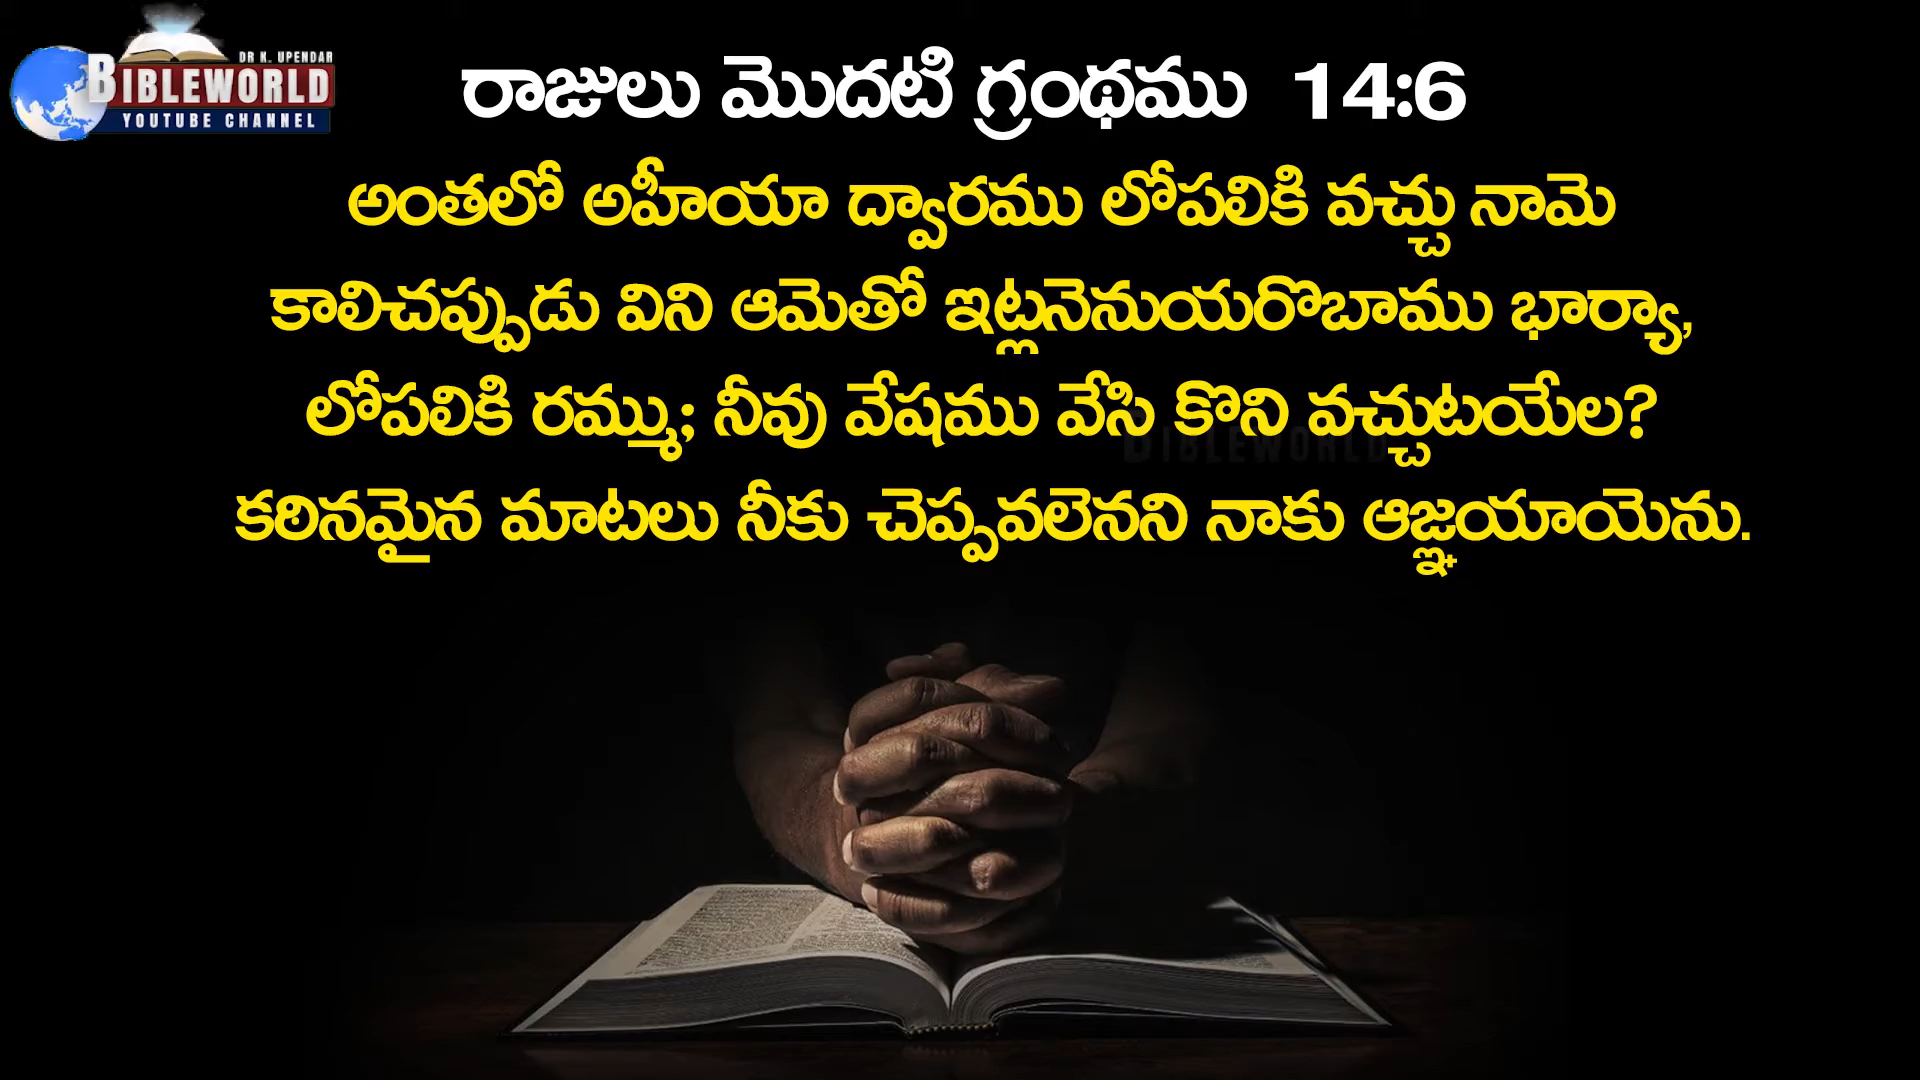 DR K. UPENDAR
BIBLEWORLD
YOUTUBE CHANNEL
రాజులు మొదటి గ్రంథము 14:6
అంతలో అహీయా ద్వారము లోపలికి వచ్చు నామె
కాలిచప్పుడు విని ఆమెతో ఇట్లనెనుయరొబాము భార్యా,
లోపలికి రమ్ము; నీవు వేషము వేసి కొని వచ్చుటయేల?
BIBLEWORLD
కఠినమైన మాటలు నీకు చెప్పవలెనని నాకు ఆజ్ఞయాయెను.